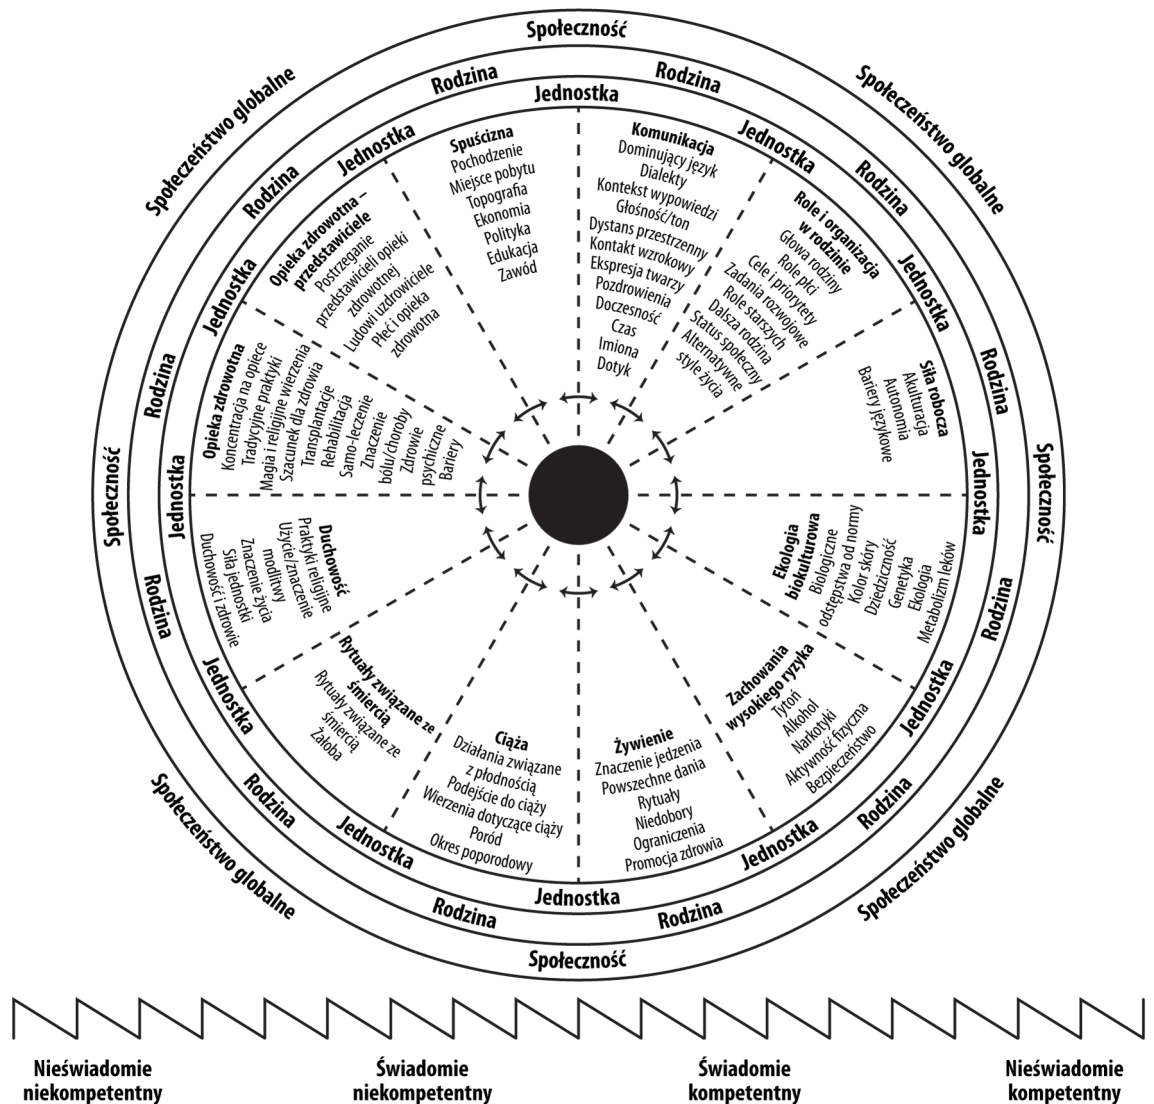 Społeczność
Społeczeństwo globalne
Społeczeństwo globalne
Rodzina
Rodzina
Jednostka
Jednostka
Jednostka
Rodzina
Rodzina
Spuścizna
Pochodzenie
Miejsce pobytu
Topografia
Ekonomia
Polityka
Edukacja
Zawód
Komunikacja
Dominujący język
Dialekty
Kontekst wypowiedzi
Głośność/ton
Dystans przestrzenny
Kontakt wzrokowy
Ekspresja twarzy
Pozdrowienia
Doczesność
Czas
Imiona
Dotyk
Role i organizacja
w rodzinie
Głowa rodziny
Role płci
Cele i priorytety
Zadania rozwojowe
Role starszych
Dalsza rodzina
Status społeczny
Alternatywne
style życia
Jednostka
Rodzina
Siła robocza
Akulturacja
Autonomia
Bariery językowe
Jednostka
Społeczność
Ekologia
biokulturowa
Biologiczne
odstępstwa od normy
Kolor skóry
Dziedziczność
Genetyka
Ekologia
Metabolizm leków
Rodzina
Jednostka
Zachowania
wysokiego ryzyka
Tytoń
Alkohol
Narkotyki
Aktywność fizyczna
Bezpieczeństwo
Rodzina
Jednostka
Społeczeństwo globalne
Żywienie
Znaczenie jedzenia
Powszechne dania
Rytuały
Niedobory
Ograniczenia
Promocja zdrowia
Rodzina
Jednostka
Społeczność
Ciąża
Działania związane
z płodnością
Podejście do ciąży
Wierzenia dotyczące ciąży
Poród
Okres poporodowy
Rodzina
Jednostka
Rytuały związane ze
śmiercią
Rytuały związane ze
śmiercią
Żałoba
Rodzina
Jednostka
Społeczeństwo globalne
Duchowość
Praktyki religijne
Użycie/znaczenie
modlitwy
Znaczenie życia
Siła jednostki
Duchowość i zdrowie
Rodzina
Jednostka
Społeczność
Opieka zdrowotna
Koncentracja na opiece
Tradycyjne praktyki
Magia i religijne wierzenia
Szacunek dla zdrowia
Transplantacje
Rehabilitacja
Samo-leczenie
Znaczenie
bólu/choroby
Zdrowie
psychiczne
Bariery
Rodzina
Jednostka
Opieka zdrowotna –
przedstawiciele
Postrzeganie
przedstawicieli opieki
zdrowotnej
Ludowi uzdrowiciele
Płeć i opieka
zdrowotna
Nieświadomie
niekompetentny
Świadomie
niekompetentny
Świadomie
kompetentny
Nieświadomie
kompetentny